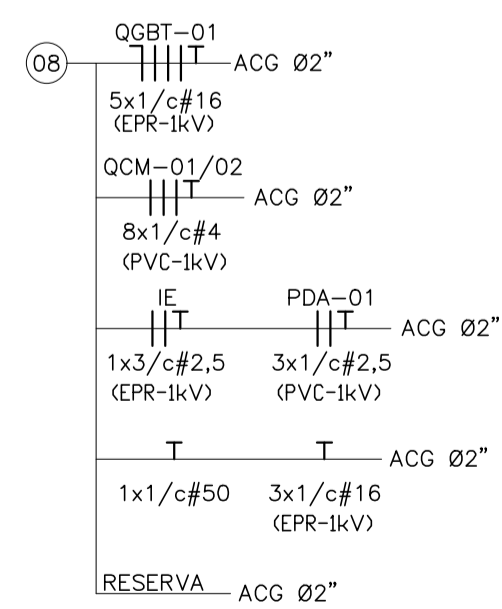 QGBT-01
08
ACG Ø2"
5x1/c#16
(EPR-1kV)
QCM-01/02
ACG Ø2"
8x1/c#4
(PVC-1kV)
IE PDA-01
ACG Ø2"
1x3/c#2,5 3x1/c#2,5
(EPR-1kV) (PVC-1kV)
ACG Ø2"
1x1/c#50 3x1/c#16
(EPR-1kV)
RESERVA ACG Ø2"